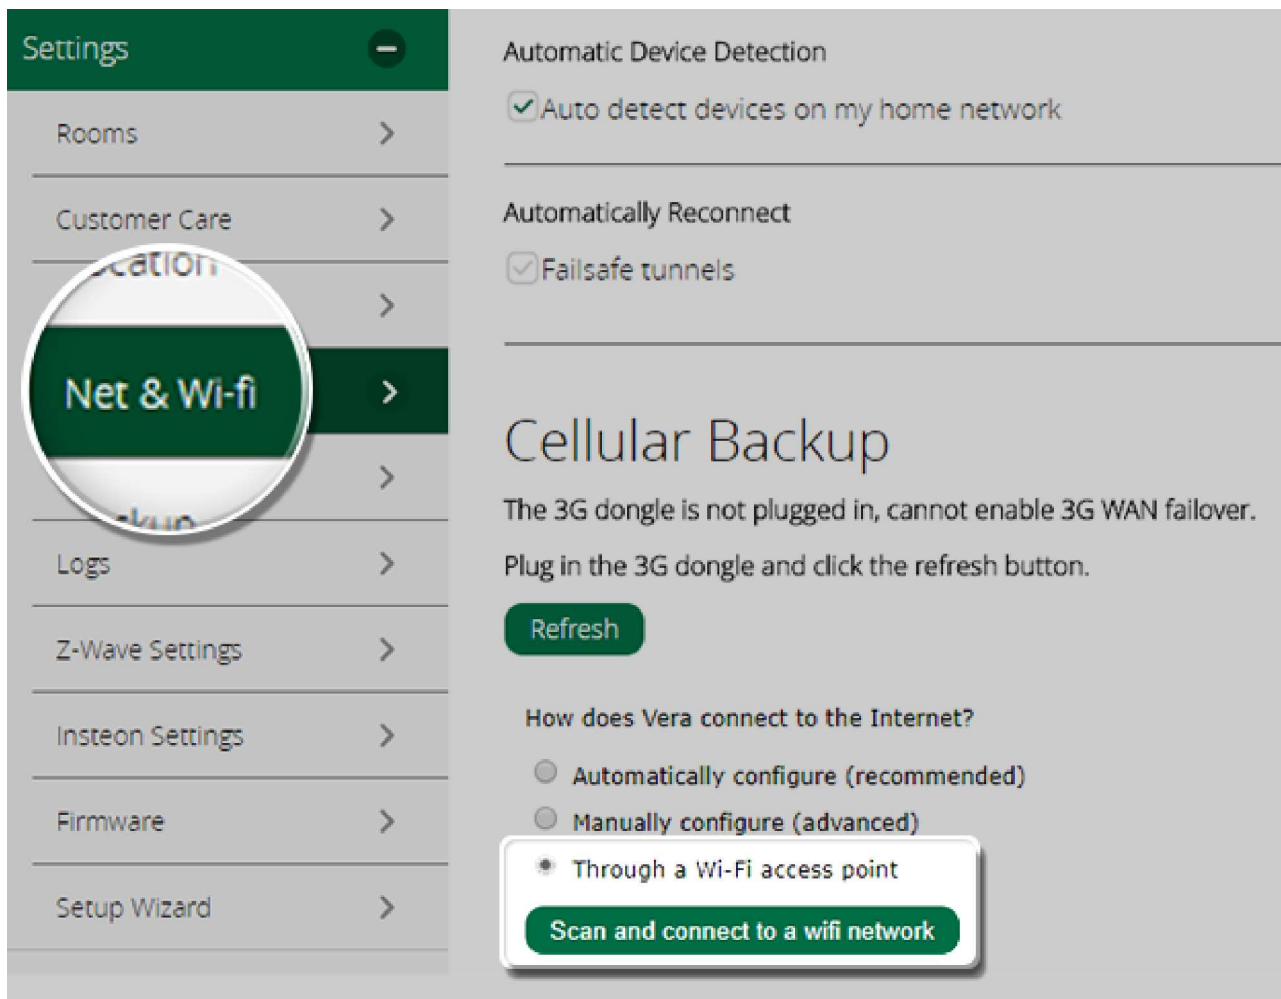 Settings
Rooms
Customer Care
Net & Wi-fi
Logs
Z-Wave Settings
Insteon Settings
Firmware
Setup Wizard
Automatic Device Detection
Auto detect devices on my home network
Automatically Reconnect
Failsafe tunnels
Cellular Backup
The 3G dongle is not plugged in, cannot enable 3G WAN failover.
Plug in the 3G dongle and click the refresh button.
Refresh
How does Vera connect to the Internet?
Automatically configure (recommended)
Manually configure (advanced)
Through a Wi-Fi access point
Scan and connect to a wifi network